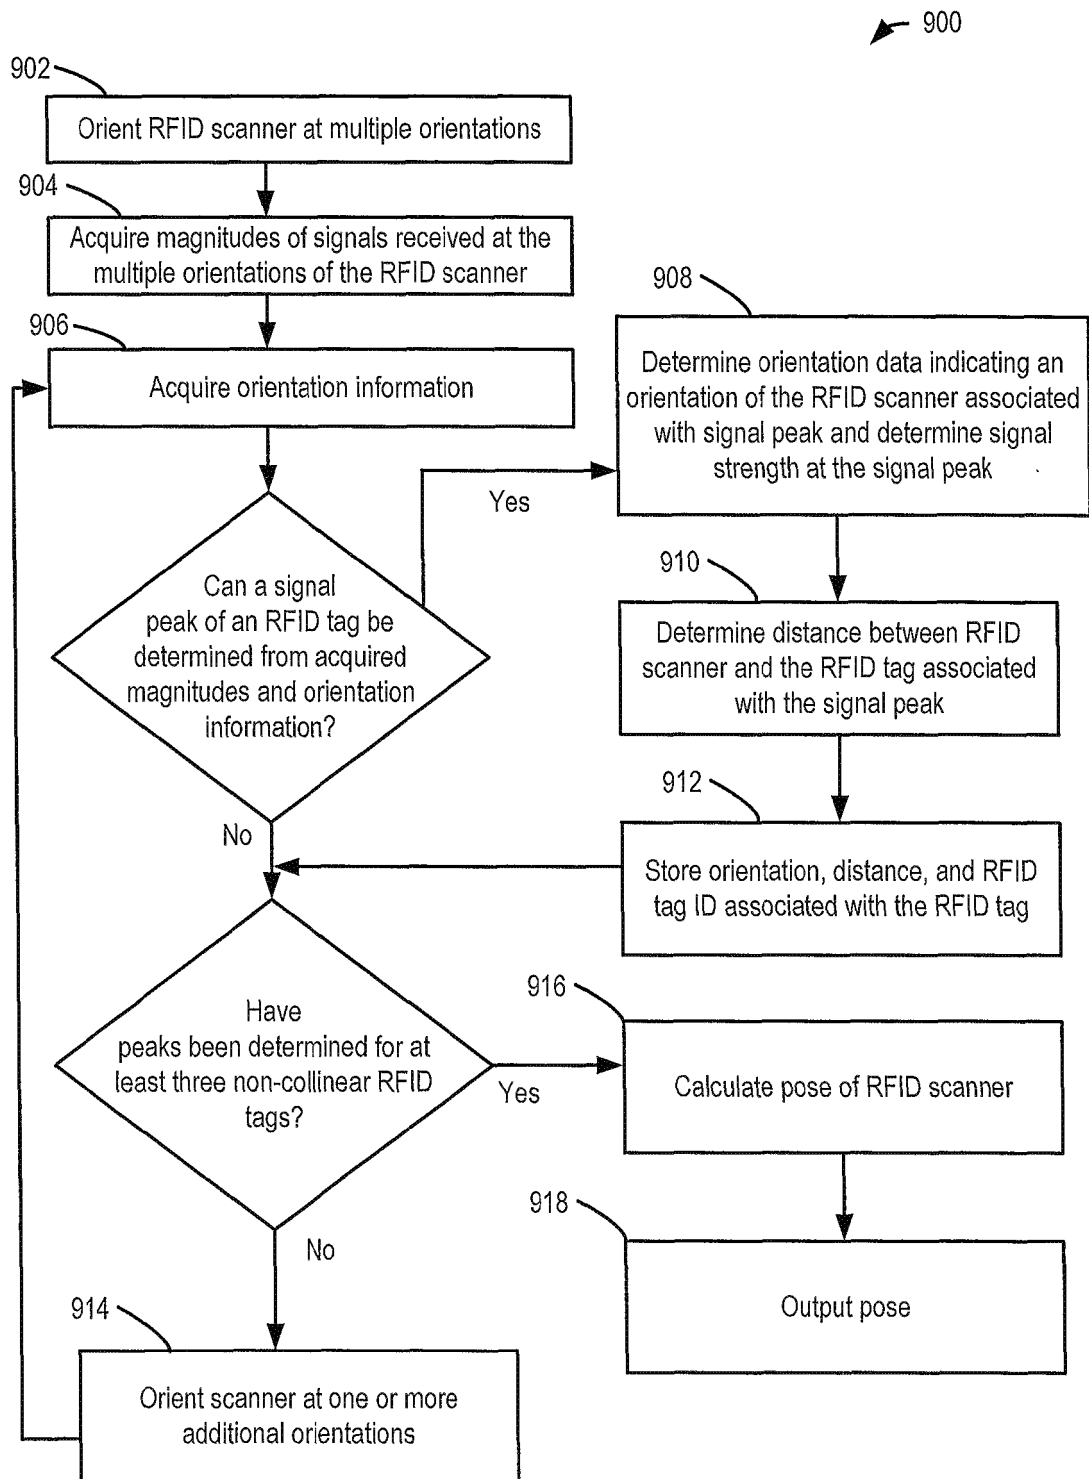 900
902
Orient RFID scanner at multiple orientations
904
Acquire magnitudes of signals received at the
multiple orientations of the RFID scanner
906
Acquire orientation information
908
Determine orientation data indicating an
orientation of the RFID scanner associated
with signal peak and determine signal
strength at the signal peak
Yes
Can a signal
peak of an RFID tag be
determined from acquired
magnitudes and orientation
information?
910
Determine distance between RFID
scanner and the RFID tag associated
with the signal peak
No
912
Store orientation, distance, and RFID
tag ID associated with the RFID tag
Have
peaks been determined for at
least three non-collinear RFID
tags?
Yes
916
Calculate pose of RFID scanner
918
Output pose
No
914
Orient scanner at one or more
additional orientations